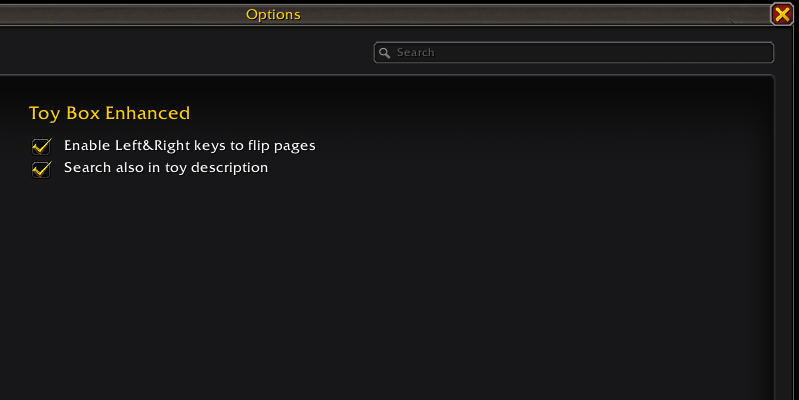 Options
Search
Toy Box Enhanced
Enable Left&Right keys to flip pages
Search also in toy description